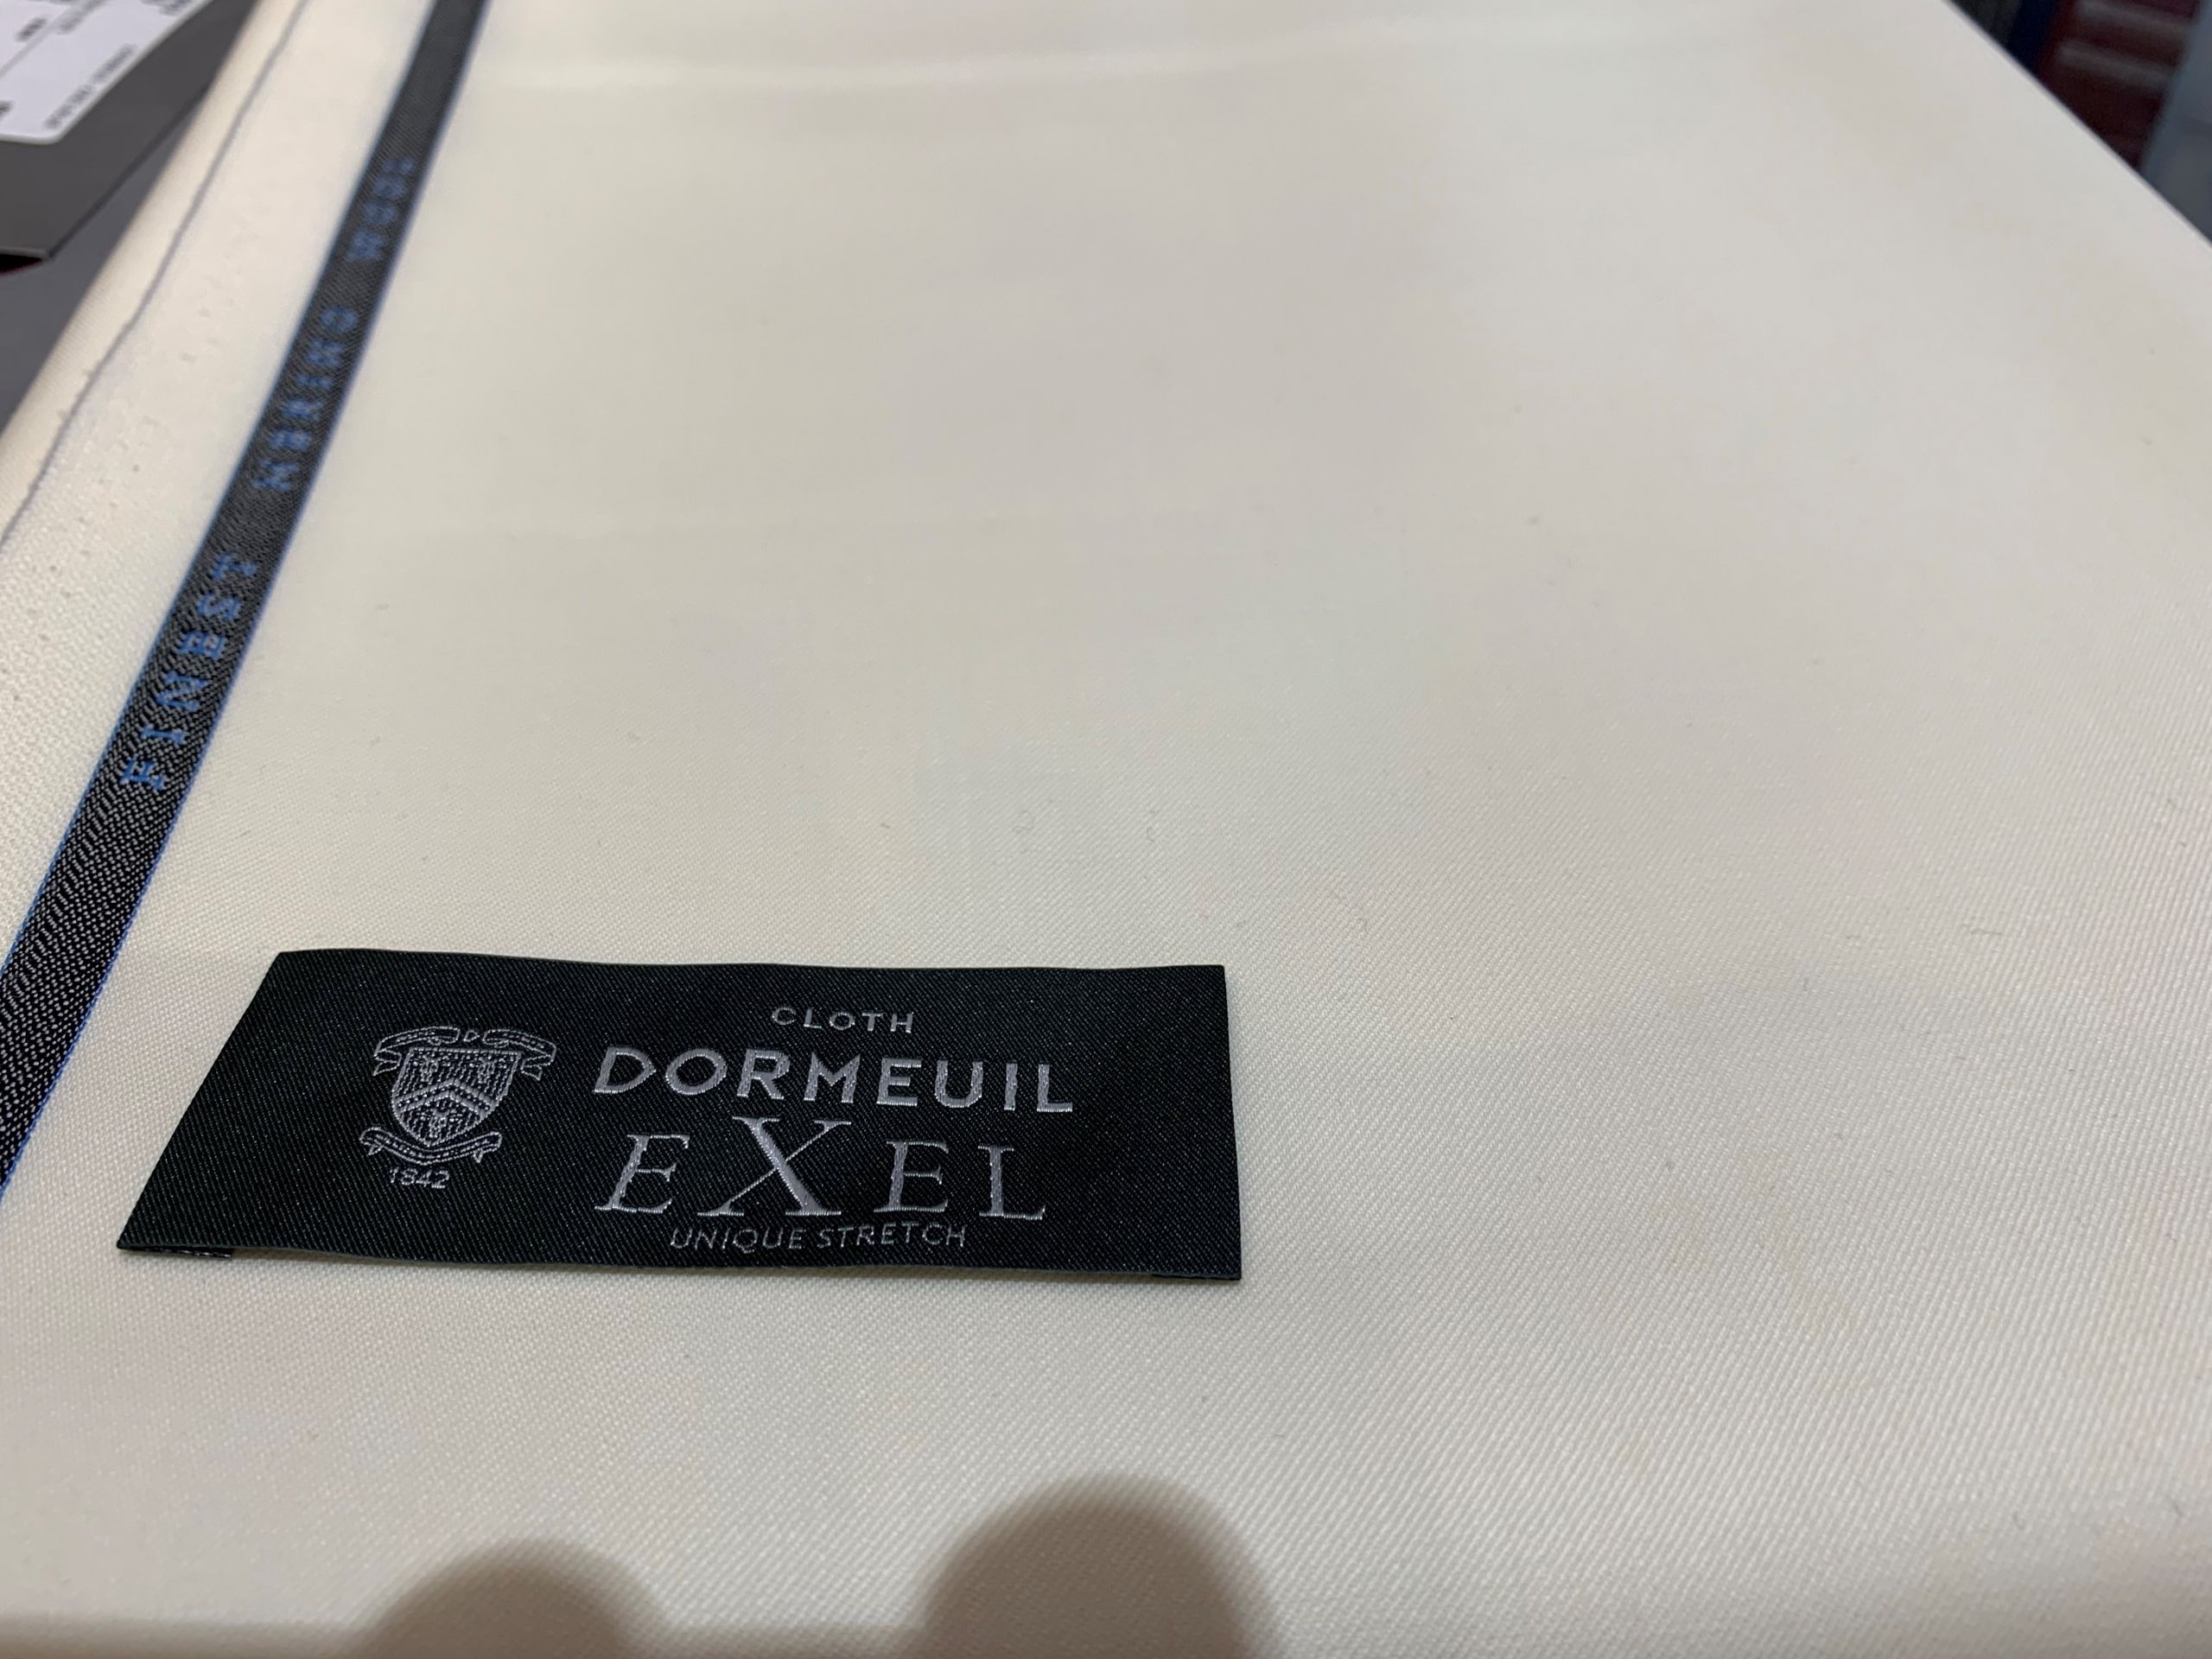 FINEST MERINO WOOL
CLOTH
DORMEUIL
EXEL
UNIQUE STRETCH
D
1842